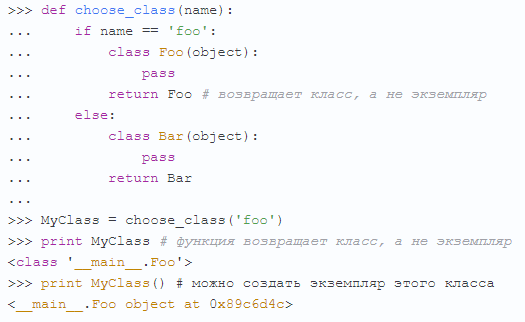 >>> def choose_class(name):
...     if name == 'foo':
...         class Foo(object):
...             pass
...         return Foo # возвращает класс, а не экземпляр
...     else:
...         class Bar(object):
...             pass
...         return Bar
...
>>> MyClass = choose_class('foo')
>>> print MyClass # функция возвращает класс, а не экземпляр
<class '__main__.Foo'>
>>> print MyClass() # можно создать экземпляр этого класса
<__main__.Foo object at 0x89c6d4c>